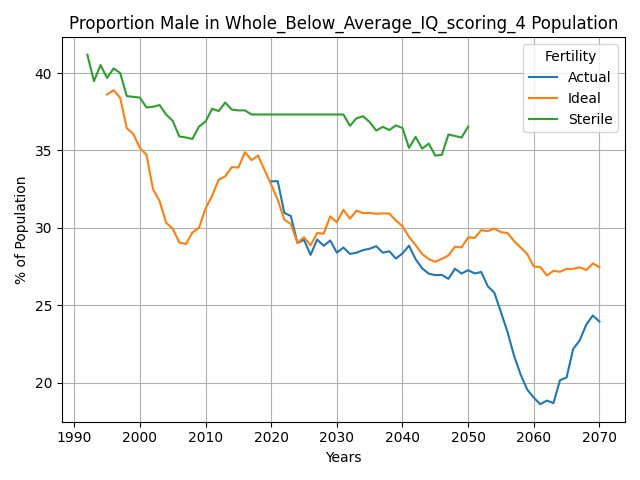 Proportion Male in Whole_Below_Average_IQ_scoring_4 Population
Fertility
Actual
Ideal
Sterile
% of Population
40
35
30
25
20
1990 2000 2010 2020 2030 2040 2050 2060 2070
Years